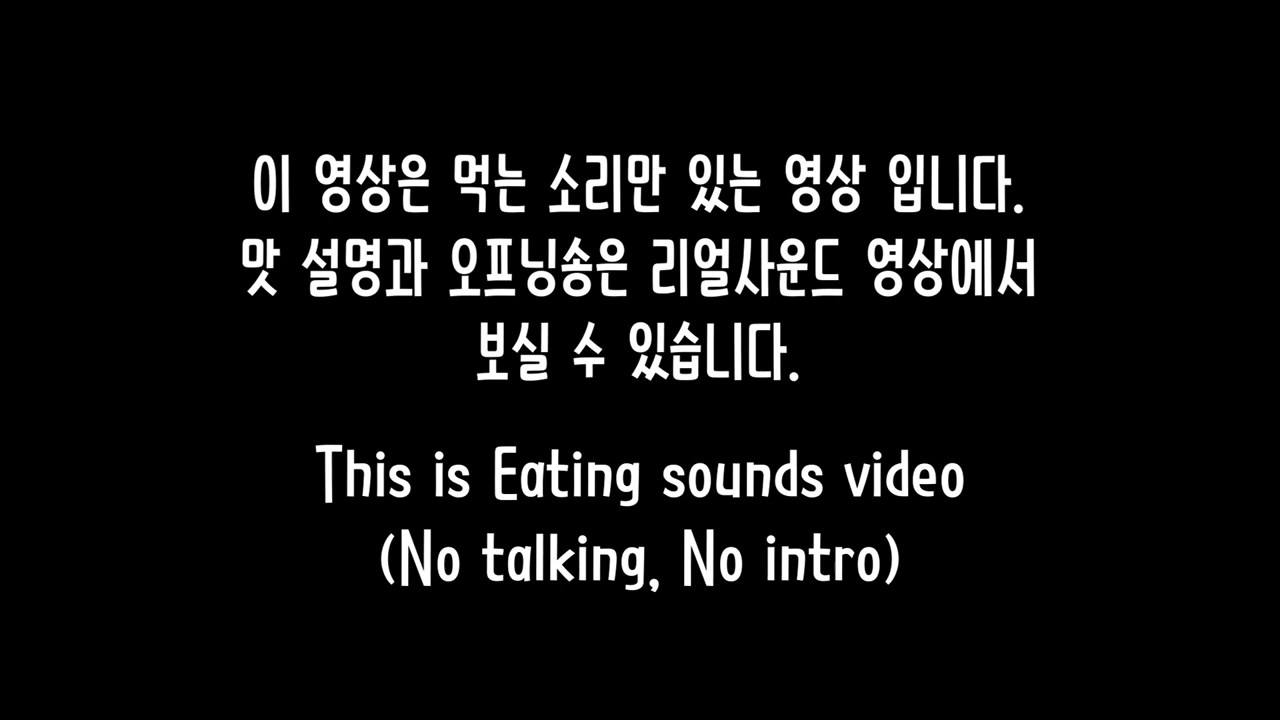 이 영상은 먹는 소리만 있는 영상 입니다.
맛 설명과 오프닝송은 리얼사운드 영상에서
보실 수 있습니다.
This is Eating sounds video
(No talking, No intro)